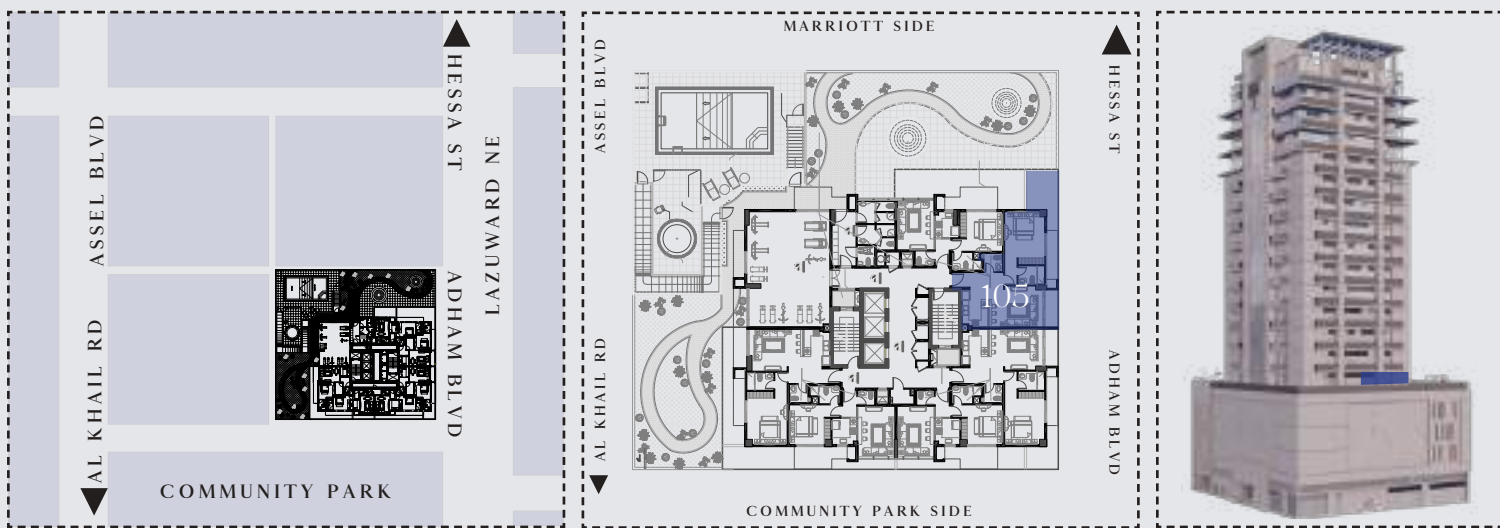 HESSA ST
ASSEL BLVD
LAZUWARD NE
AL KHAIL RD
ADHAM BLVD
COMMUNITY PARK
MARRIOTT SIDE
ASSEL BLVD
HESSA ST
105
AL KHAIL RD
ADHAM BLVD
COMMUNITY PARK SIDE